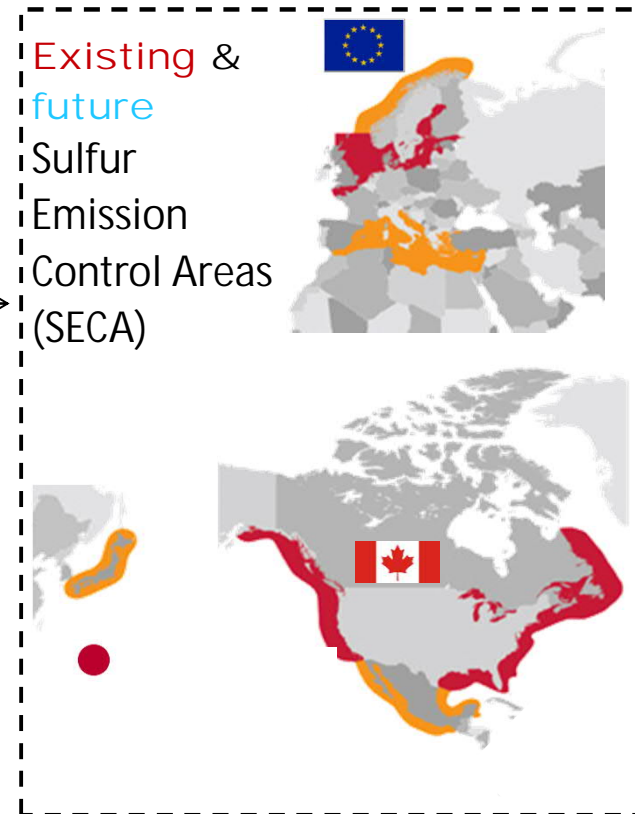 Existing &
future
Sulfur
Emission
Control Areas
(SECA)